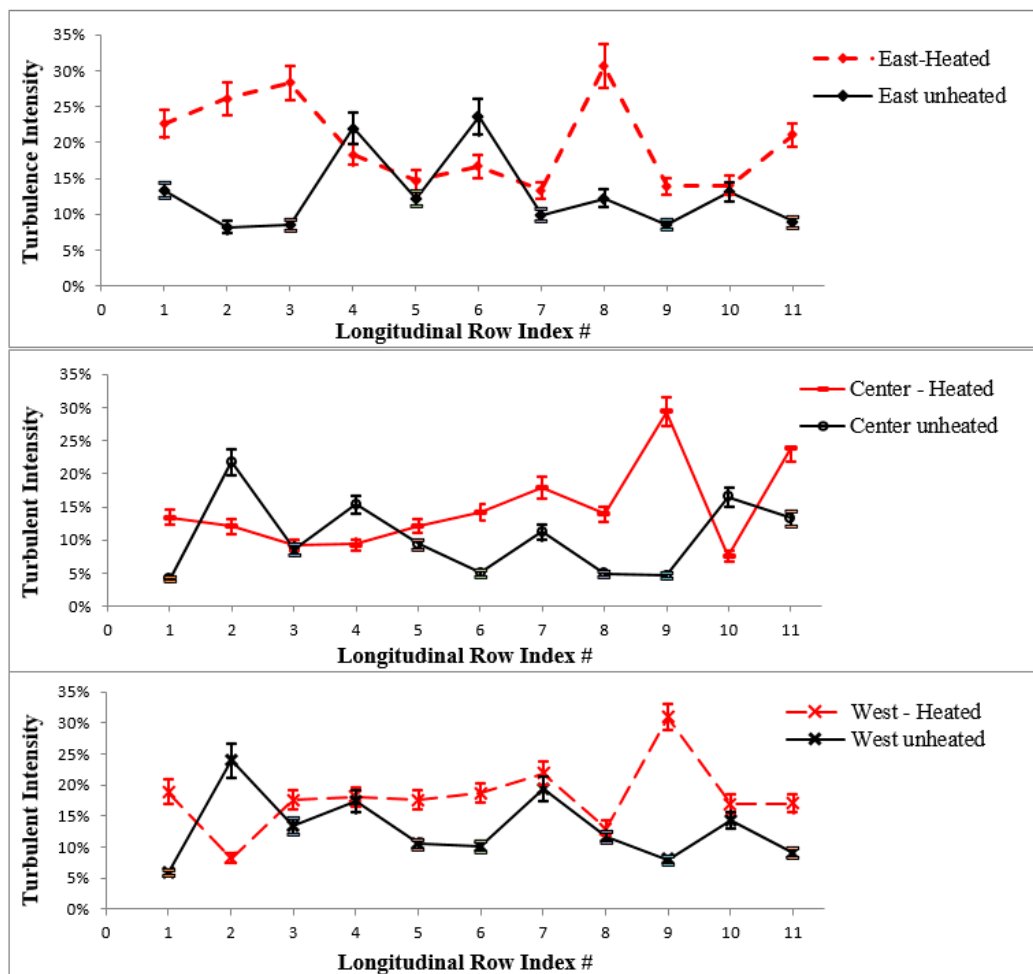 35%
30%
25%
20%
15%
10%
5%
0%
Turbulence Intensity
0 1 2 3 4 5 6 7 8 9 10 11
Longitudinal Row Index #
East-Heated
East unheated
35%
30%
25%
20%
15%
10%
5%
0%
Turbulent Intensity
0 1 2 3 4 5 6 7 8 9 10 11
Longitudinal Row Index #
Center - Heated
Center unheated
35%
30%
25%
20%
15%
10%
5%
0%
Turbulent Intensity
0 1 2 3 4 5 6 7 8 9 10 11
Longitudinal Row Index #
West - Heated
West unheated